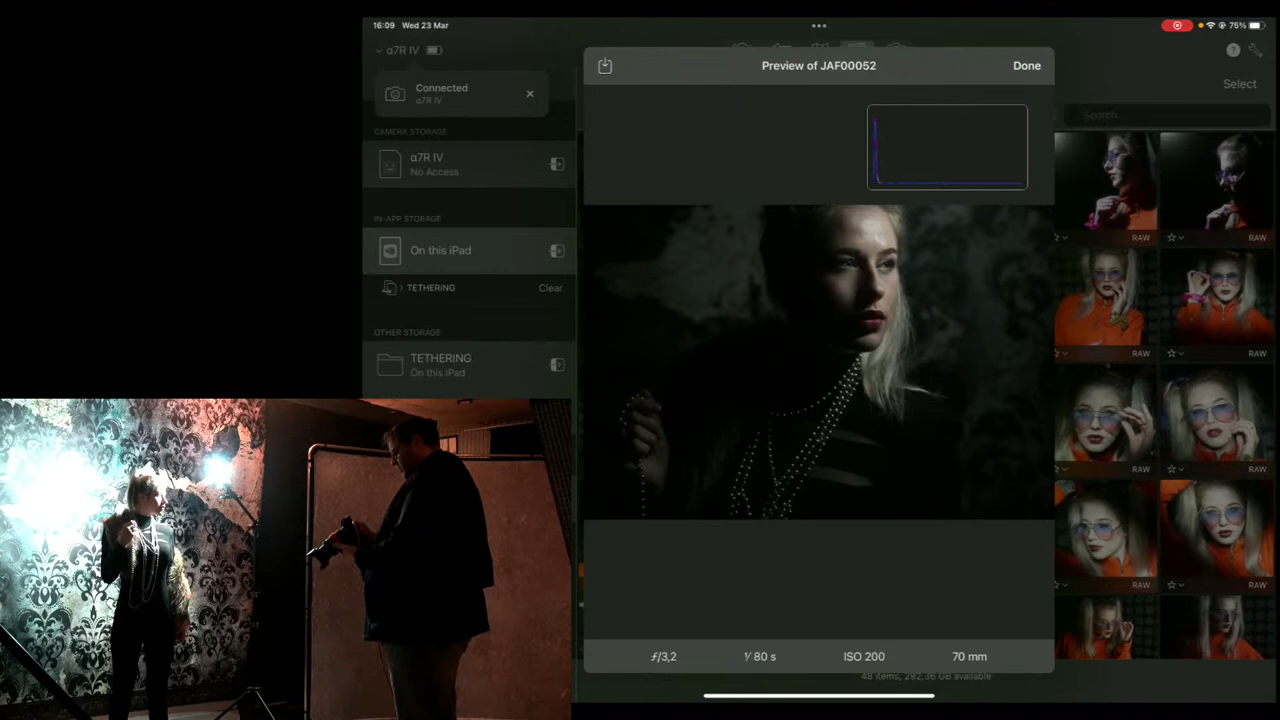 16:09 Wed 23 Mar
75%
α7R IV
Connected
α7R IV
CAMERA STORAGE
α7R IV
No Access
IN-APP STORAGE
On this iPad
TETHERING
Clear
OTHER STORAGE
TETHERING
On this iPad
Preview of JAF00052
Done
f/3,2
1/80 s
ISO 200
70 mm
48 items, 292,36 GB available
Select
Search
RAW
RAW
RAW
RAW
RAW
RAW
RAW
RAW